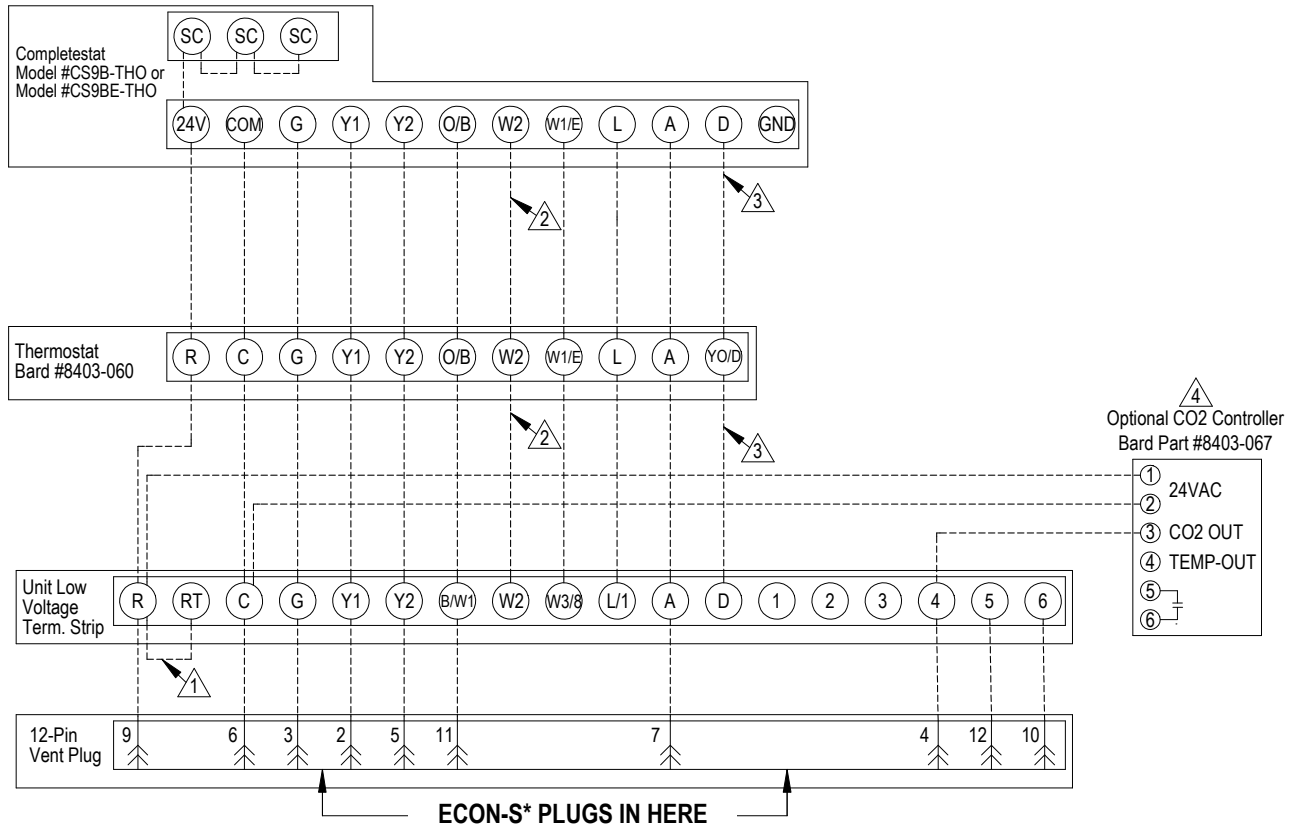 SC SC SC
Completestat
Model #CS9B-THO or
Model #CS9BE-THO
24V COM G Y1 Y2 O/B W2 W1/E L A D GND
2
3
Thermostat
Bard #8403-060
R C G Y1 Y2 O/B W2 W1/E L A YO/D
2
3
4
Optional CO2 Controller
Bard Part #8403-067
1
24VAC
2
3 CO2 OUT
4 TEMP-OUT
5
6
Unit Low
Voltage
Term. Strip
R RT C G Y1 Y2 B/W1 W2 W3/8 L/1 A D 1 2 3 4 5 6
1
12-Pin
Vent Plug
9 6 3 2 5 11 7 4 12 10
ECON-S* PLUGS IN HERE